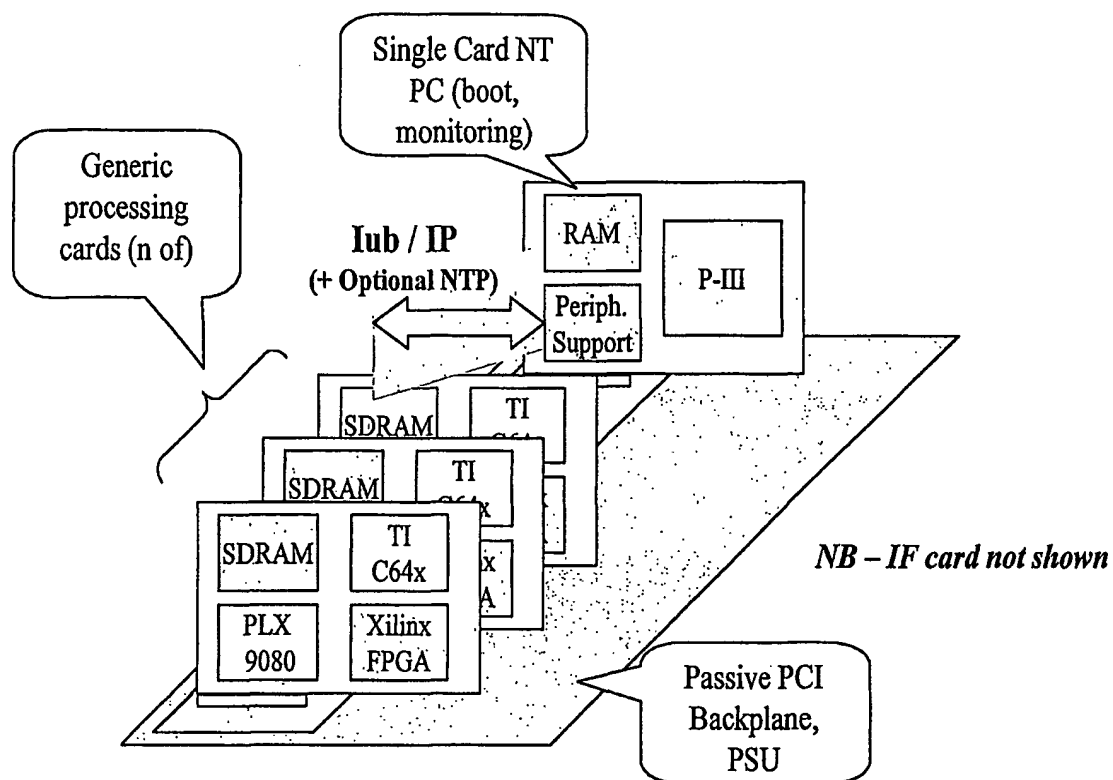 Single Card NT
PC (boot,
monitoring)
Generic
processing
cards (n of)
Iub / IP
(+ Optional NTP)
RAM
P-III
Periph.
Support
SDRAM
TI
SDRAM
TI
SDRAM
TI
C64x
PLX
9080
Xilinx
FPGA
NB – IF card not shown
Passive PCI
Backplane,
PSU